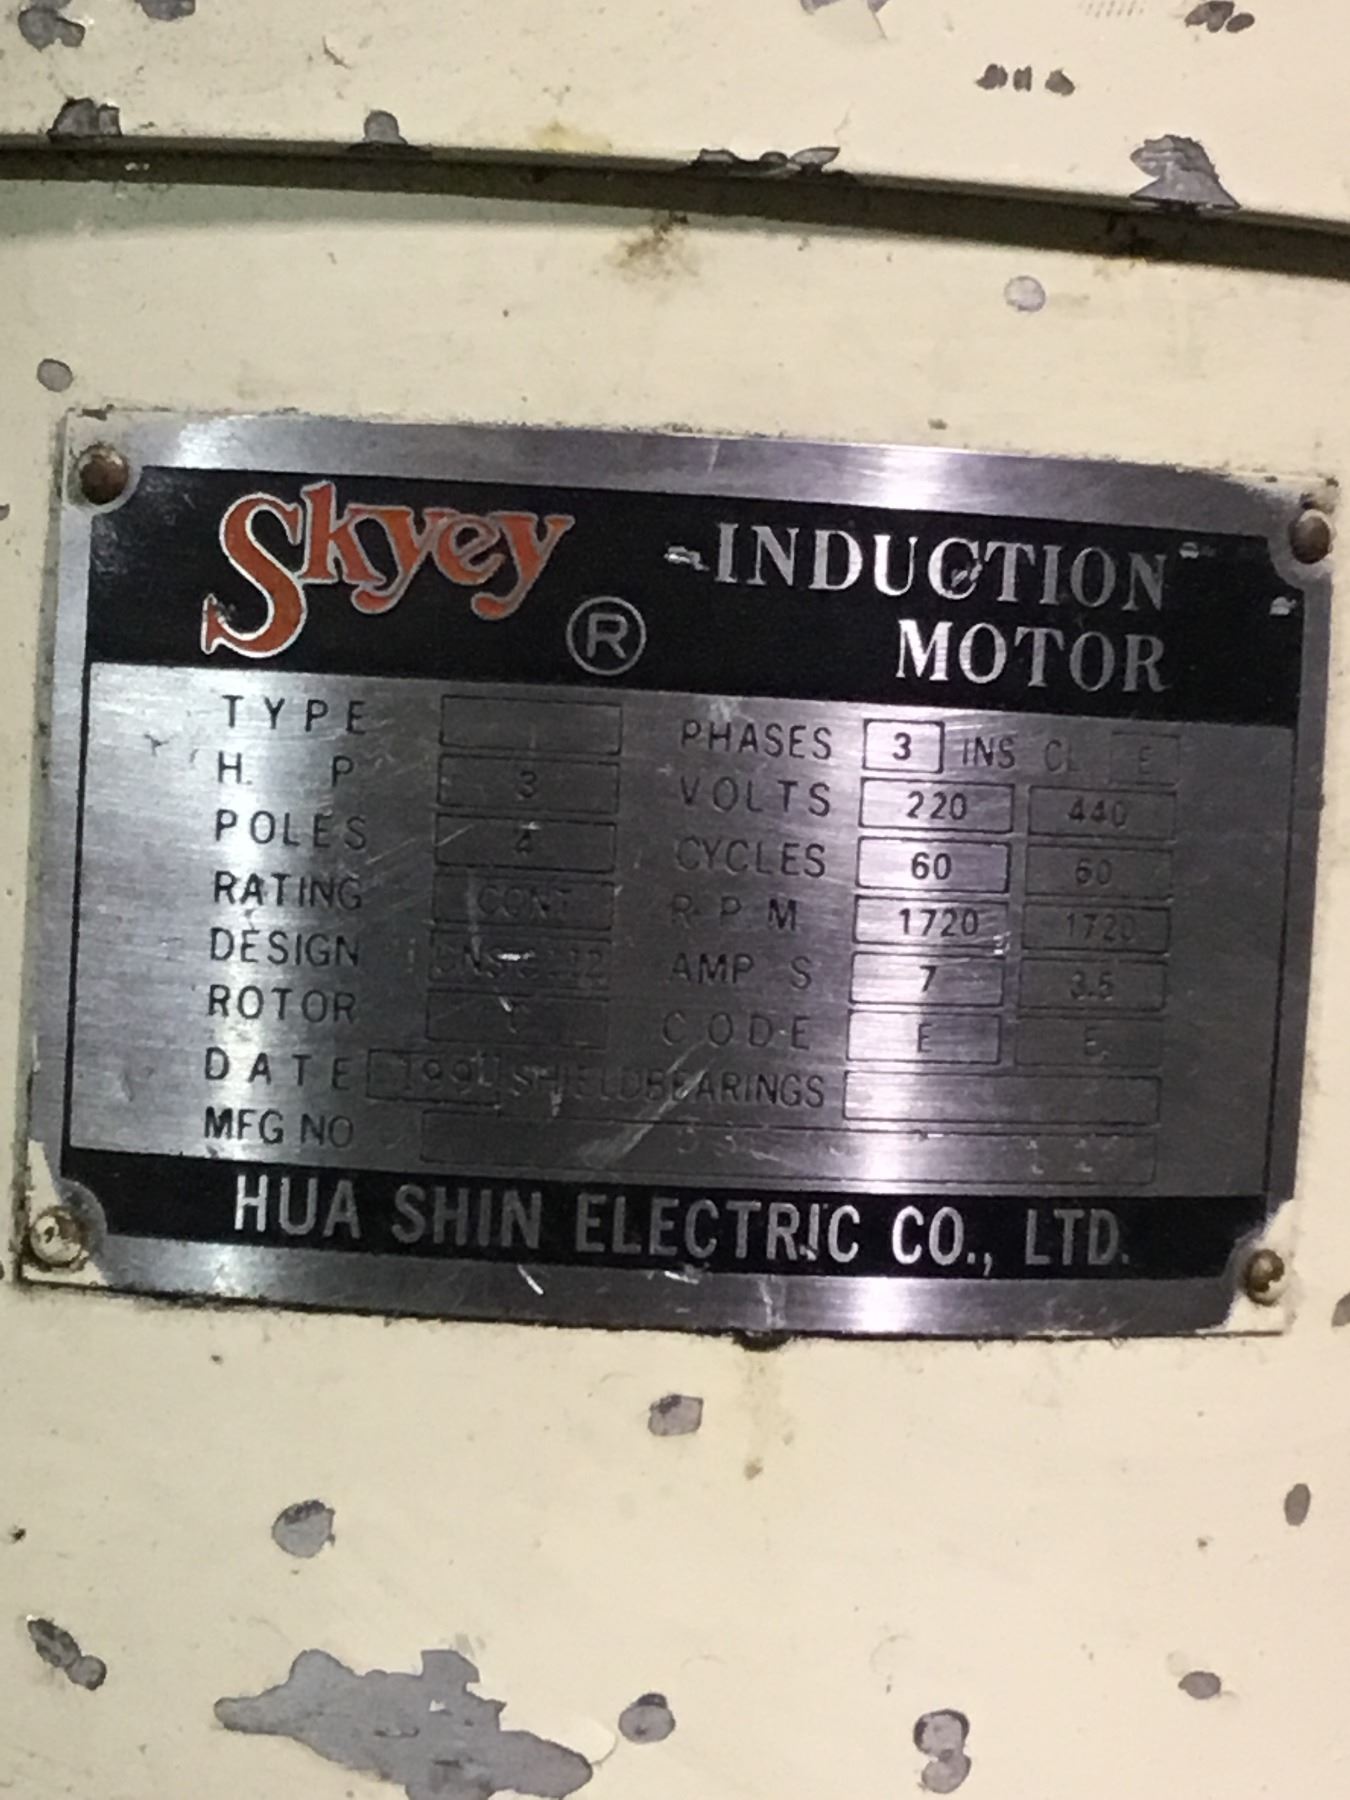 Skyey ® INDUCTION
MOTOR
TYPE PHASES 3 INS CL E
H. P 3 VOLTS 220 440
POLES 4 CYCLES 60 60
RATING CONT R.P.M 1720 1720
DESIGN AMP S 7 3.5
ROTOR CODE E E
DATE SHIELDBEARINGS
MFG NO
HUA SHIN ELECTRIC CO., LTD.